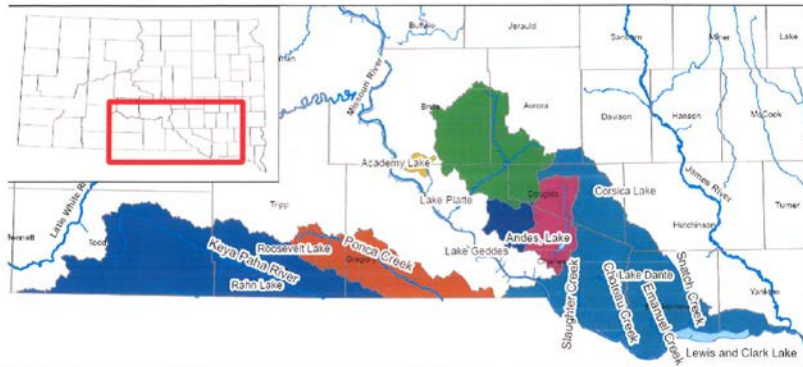 Buffalo
Jerauld
Sanborn
Miner
Lake
Missouri River
Brule
Aurora
Davison
Hanson
McCook
Academy Lake
James River
Little White
Lake Platte
Douglas
Corsica Lake
Turner
Tripp
Hutchinson
Bennett
Todd
Keya Paha River
Roosevelt Lake
Ponca Creek
Lake Geddes
Andes, Lake
Rahn Lake
Slaughter Creek
Choteau Creek
Lake Dante
Emanuel Creek
Snatch Creek
Yankton
Lewis and Clark Lake